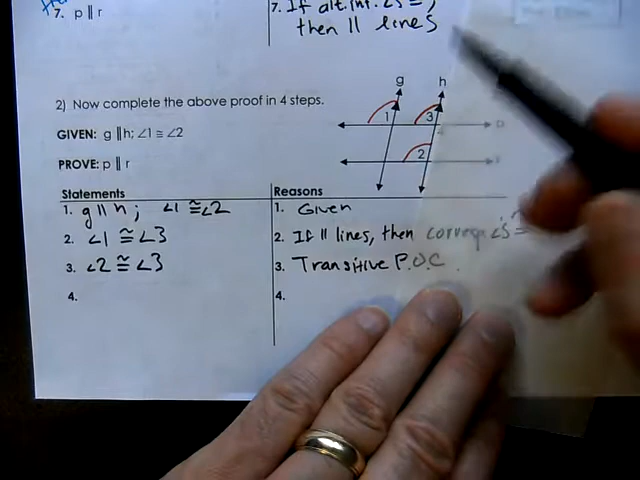 7. p || r
7. If alt. int. ∠s ≅,
then || lines
2) Now complete the above proof in 4 steps.
GIVEN: g || h; ∠1 ≅ ∠2
PROVE: p || r
g h
1 3
2
Statements Reasons
1. g || h; ∠1 ≅ ∠2 1. Given
2. ∠1 ≅ ∠3 2. If || lines, then ∠s ≅
3. ∠2 ≅ ∠3 3. Transitive P.O.C.
4. 4.